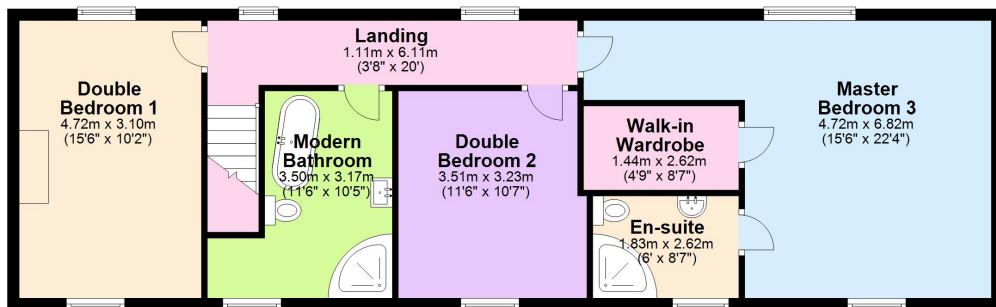 Landing
1.11m x 6.11m
(3'8" x 20')
Double
Bedroom 1
4.72m x 3.10m
(15'6" x 10'2")
Modern
Bathroom
3.50m x 3.17m
(11'6" x 10'5")
Double
Bedroom 2
3.51m x 3.23m
(11'6" x 10'7")
Walk-in
Wardrobe
1.44m x 2.62m
(4'9" x 8'7")
En-suite
1.83m x 2.62m
(6' x 8'7")
Master
Bedroom 3
4.72m x 6.82m
(15'6" x 22'4")